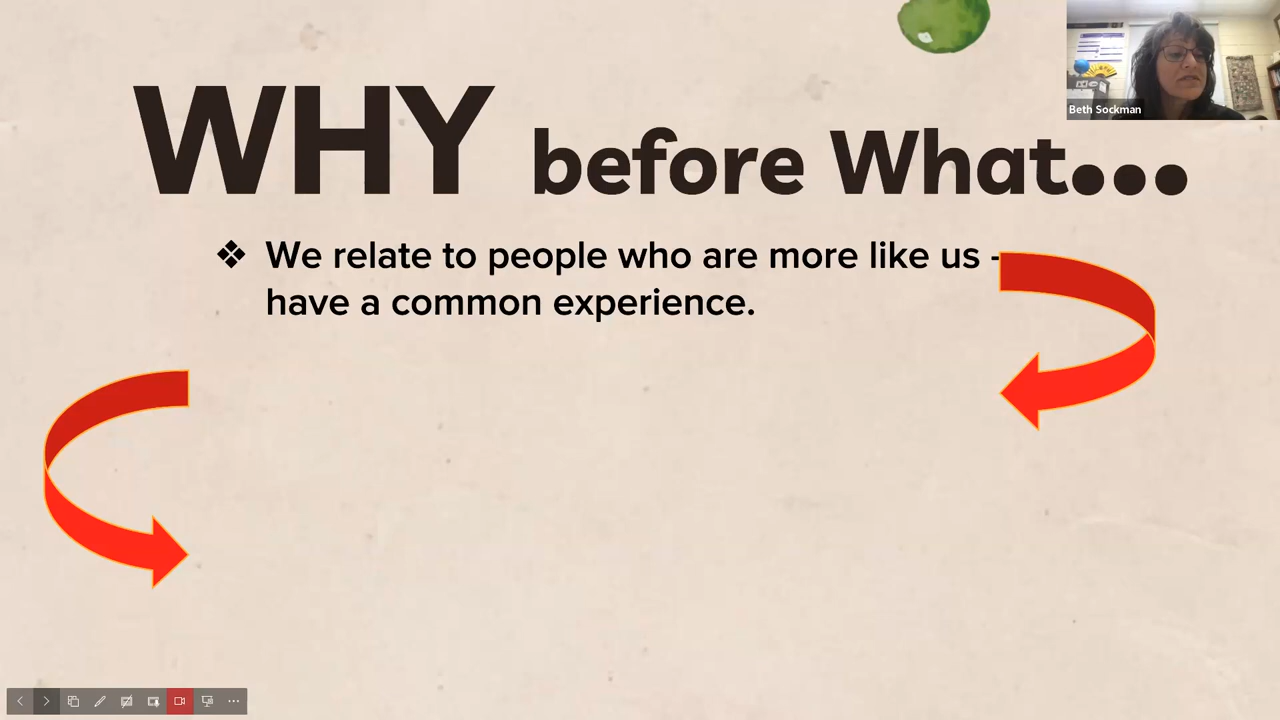 WHY before What...
❖ We relate to people who are more like us -
have a common experience.
Beth Sockman